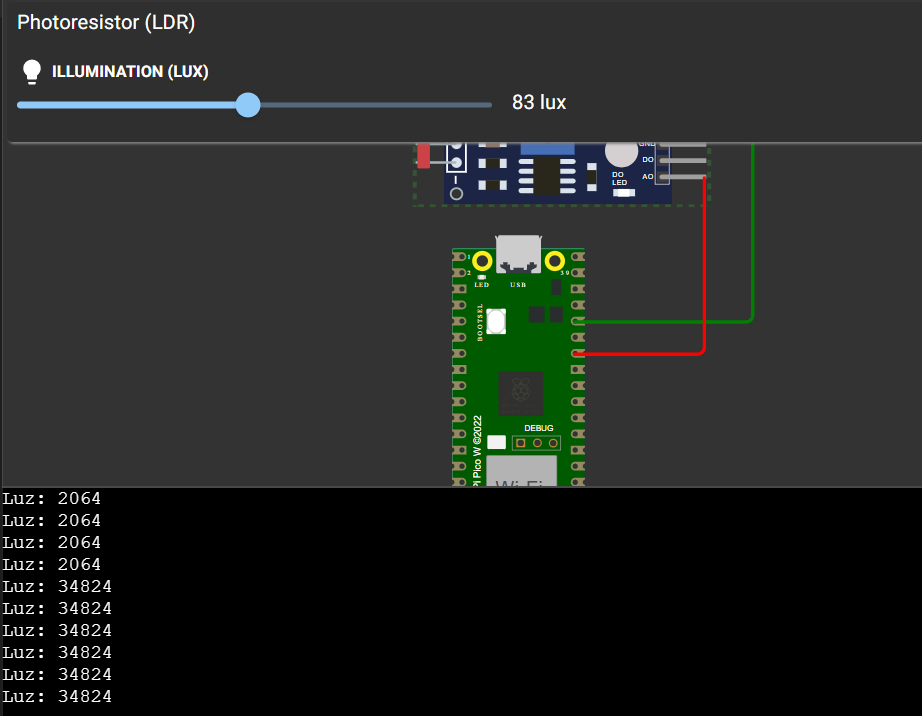 Photoresistor (LDR)
ILLUMINATION (LUX)
83 lux
GND
DO
AO
DO
LED
1
2
39
LED
USB
BOOTSEL
DEBUG
Pi Pico W ©2022
Wi-Fi
Luz: 2064
Luz: 2064
Luz: 2064
Luz: 2064
Luz: 34824
Luz: 34824
Luz: 34824
Luz: 34824
Luz: 34824
Luz: 34824